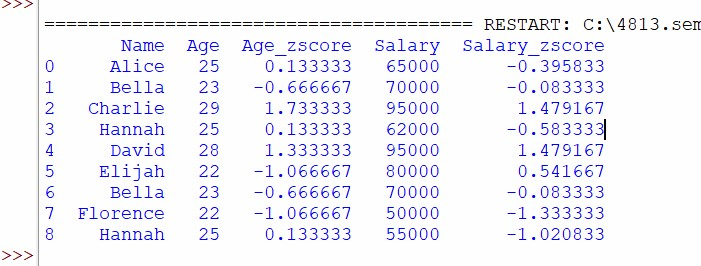 >>>
======================================== RESTART: C:\4813.sem
Name Age Age_zscore Salary Salary_zscore
0 Alice 25 0.133333 65000 -0.395833
1 Bella 23 -0.666667 70000 -0.083333
2 Charlie 29 1.733333 95000 1.479167
3 Hannah 25 0.133333 62000 -0.583333
4 David 28 1.333333 95000 1.479167
5 Elijah 22 -1.066667 80000 0.541667
6 Bella 23 -0.666667 70000 -0.083333
7 Florence 22 -1.066667 50000 -1.333333
8 Hannah 25 0.133333 55000 -1.020833
>>>